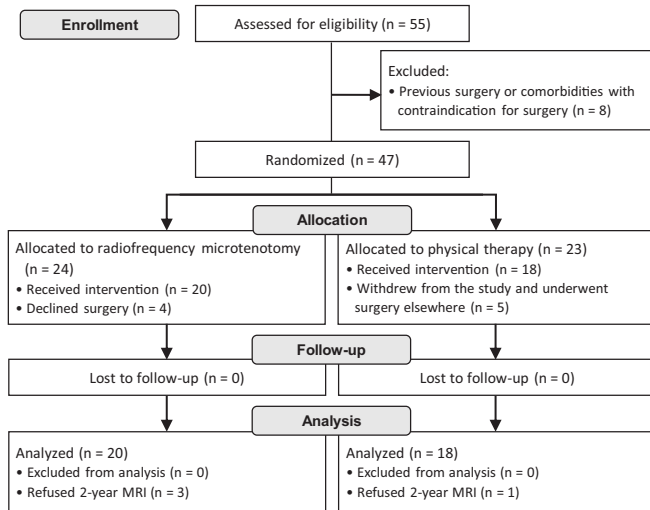 Enrollment
Assessed for eligibility (n = 55)
Excluded:
• Previous surgery or comorbidities with
contraindication for surgery (n = 8)
Randomized (n = 47)
Allocation
Allocated to radiofrequency microtenotomy
(n = 24)
• Received intervention (n = 20)
• Declined surgery (n = 4)
Allocated to physical therapy (n = 23)
• Received intervention (n = 18)
• Withdrew from the study and underwent
surgery elsewhere (n = 5)
Follow-up
Lost to follow-up (n = 0)
Lost to follow-up (n = 0)
Analysis
Analyzed (n = 20)
• Excluded from analysis (n = 0)
• Refused 2-year MRI (n = 3)
Analyzed (n = 18)
• Excluded from analysis (n = 0)
• Refused 2-year MRI (n = 1)